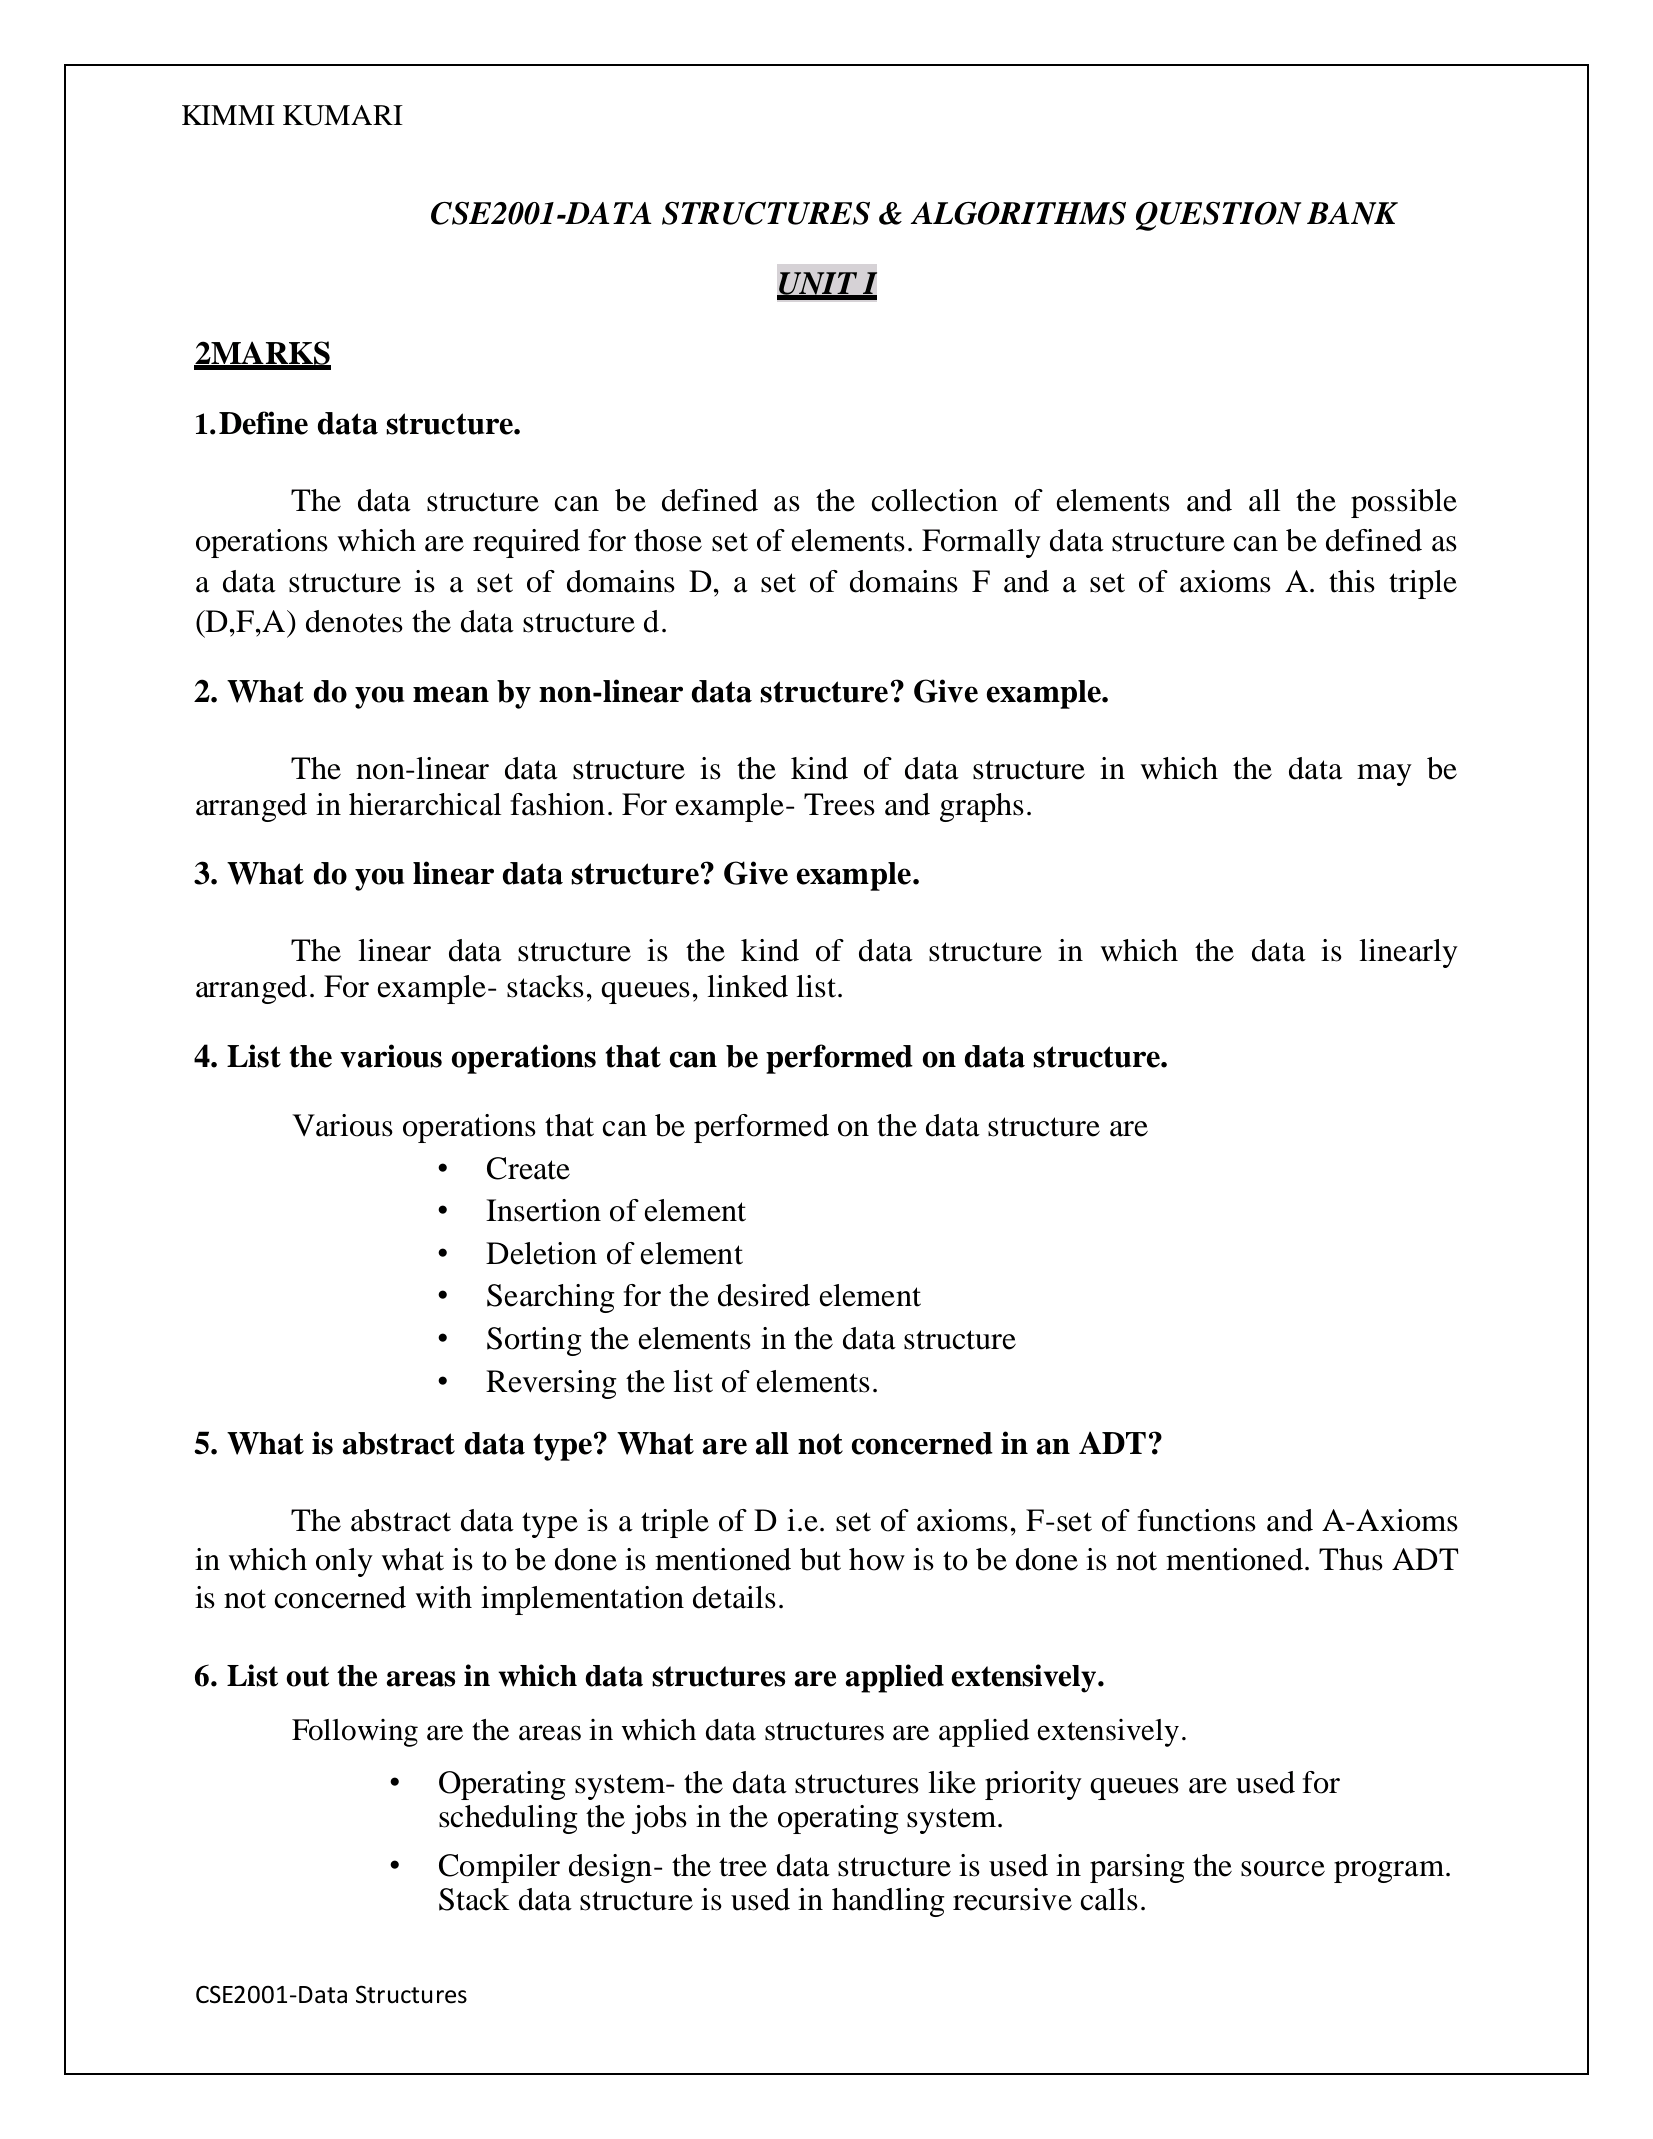 KIMMI KUMARI
CSE2001-DATA STRUCTURES & ALGORITHMS QUESTION BANK
UNIT I
2MARKS
1.Define data structure.
The data structure can be defined as the collection of elements and all the possible
operations which are required for those set of elements. Formally data structure can be defined as
a data structure is a set of domains D, a set of domains F and a set of axioms A. this triple
(D,F,A) denotes the data structure d.
2. What do you mean by non-linear data structure? Give example.
The non-linear data structure is the kind of data structure in which the data may be
arranged in hierarchical fashion. For example- Trees and graphs.
3. What do you linear data structure? Give example.
The linear data structure is the kind of data structure in which the data is linearly
arranged. For example- stacks, queues, linked list.
4. List the various operations that can be performed on data structure.
Various operations that can be performed on the data structure are
• Create
• Insertion of element
• Deletion of element
• Searching for the desired element
• Sorting the elements in the data structure
• Reversing the list of elements.
5. What is abstract data type? What are all not concerned in an ADT?
The abstract data type is a triple of D i.e. set of axioms, F-set of functions and A-Axioms
in which only what is to be done is mentioned but how is to be done is not mentioned. Thus ADT
is not concerned with implementation details.
6. List out the areas in which data structures are applied extensively.
Following are the areas in which data structures are applied extensively.
• Operating system- the data structures like priority queues are used for
scheduling the jobs in the operating system.
• Compiler design- the tree data structure is used in parsing the source program.
Stack data structure is used in handling recursive calls.
CSE2001-Data Structures